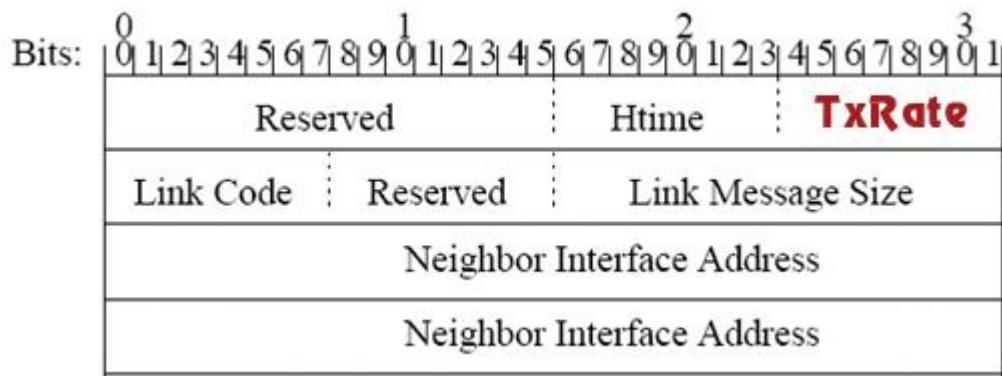 0 1 2 3
Bits: 0 1 2 3 4 5 6 7 8 9 0 1 2 3 4 5 6 7 8 9 0 1 2 3 4 5 6 7 8 9 0 1
Reserved Htime TxRate
Link Code Reserved Link Message Size
Neighbor Interface Address
Neighbor Interface Address